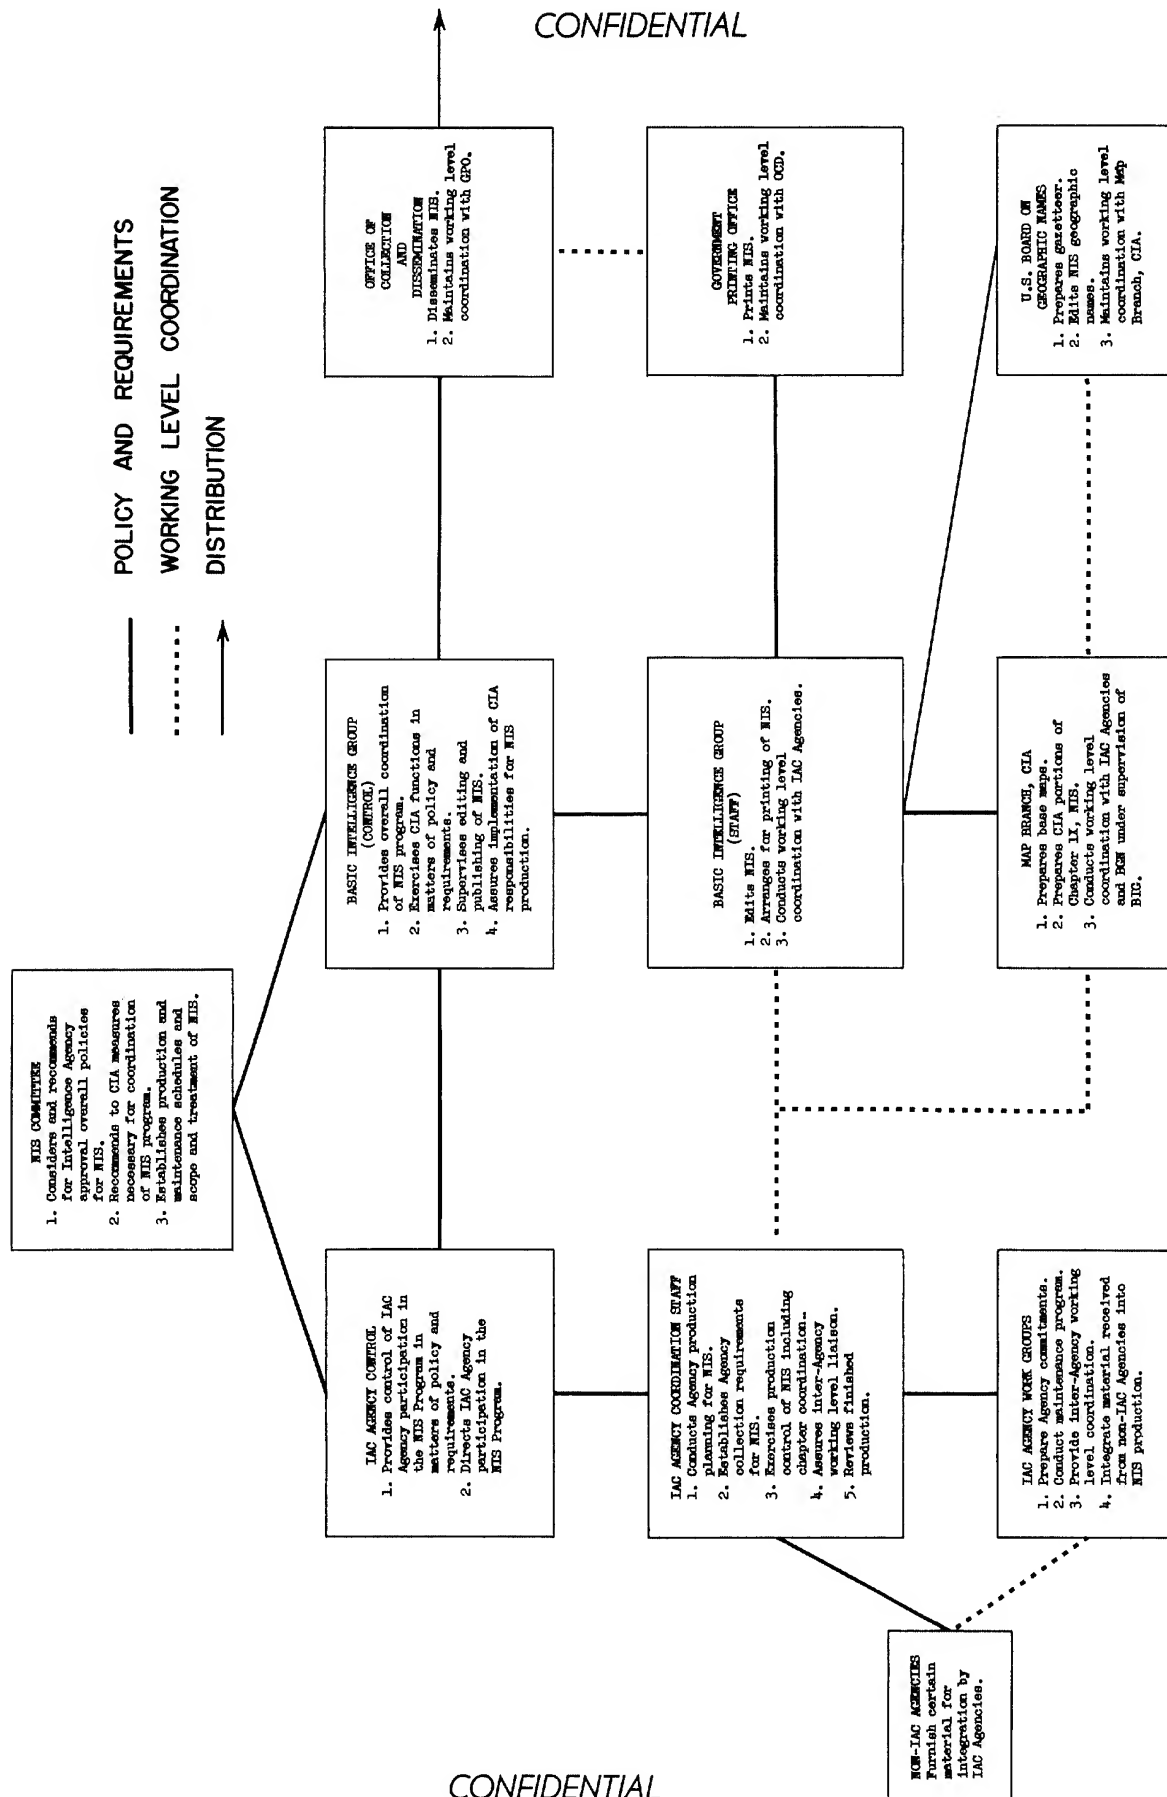 CONFIDENTIAL
POLICY AND REQUIREMENTS
WORKING LEVEL COORDINATION
DISTRIBUTION
NIS COMMITTEE
1. Considers and recommends
for Intelligence Agency
approval overall policies
for NIS.
2. Recommends to CIA measures
necessary for coordination
of NIS program.
3. Establishes production and
maintenance schedules and
scope and treatment of NIS.
IAC AGENCY CONTROL
1. Provides control of IAC
Agency participation in
the NIS Program in
matters of policy and
requirements.
2. Directs IAC Agency
participation in the
NIS Program.
BASIC INTELLIGENCE GROUP
(CONTROL)
1. Provides overall coordination
of NIS program.
2. Exercises CIA functions in
matters of policy and
requirements.
3. Supervises editing and
publishing of NIS.
4. Assures implementation of CIA
responsibilities for NIS
production.
OFFICE OF
COLLECTION
AND
DISSEMINATION
1. Disseminates NIS.
2. Maintains working level
coordination with GPO.
IAC AGENCY COORDINATION STAFF
1. Conducts Agency production
planning for NIS.
2. Establishes Agency
collection requirements
for NIS.
3. Exercises production
control of NIS including
chapter coordination..
4. Assures inter-Agency
working level liaison.
5. Reviews finished
production.
BASIC INTELLIGENCE GROUP
(STAFF)
1. Edits NIS.
2. Arranges for printing of NIS.
3. Conducts working level
coordination with IAC Agencies.
GOVERNMENT
PRINTING OFFICE
1. Prints NIS.
2. Maintains working level
coordination with OCD.
NON-IAC AGENCIES
Furnish certain
material for
integration by
IAC Agencies.
IAC AGENCY WORK GROUPS
1. Prepare Agency commitments.
2. Conduct maintenance program.
3. Provide inter-Agency working
level coordination.
4. Integrate material received
from non-IAC Agencies into
NIS production.
MAP BRANCH, CIA
1. Prepares base maps.
2. Prepares CIA portions of
Chapter IX, NIS.
3. Conducts working level
coordination with IAC Agencies
and BGN under supervision of
BIG.
U.S. BOARD ON
GEOGRAPHIC NAMES
1. Prepares gazetteer.
2. Edits NIS geographic
names.
3. Maintains working level
coordination with Map
Branch, CIA.
CONFIDENTIAL